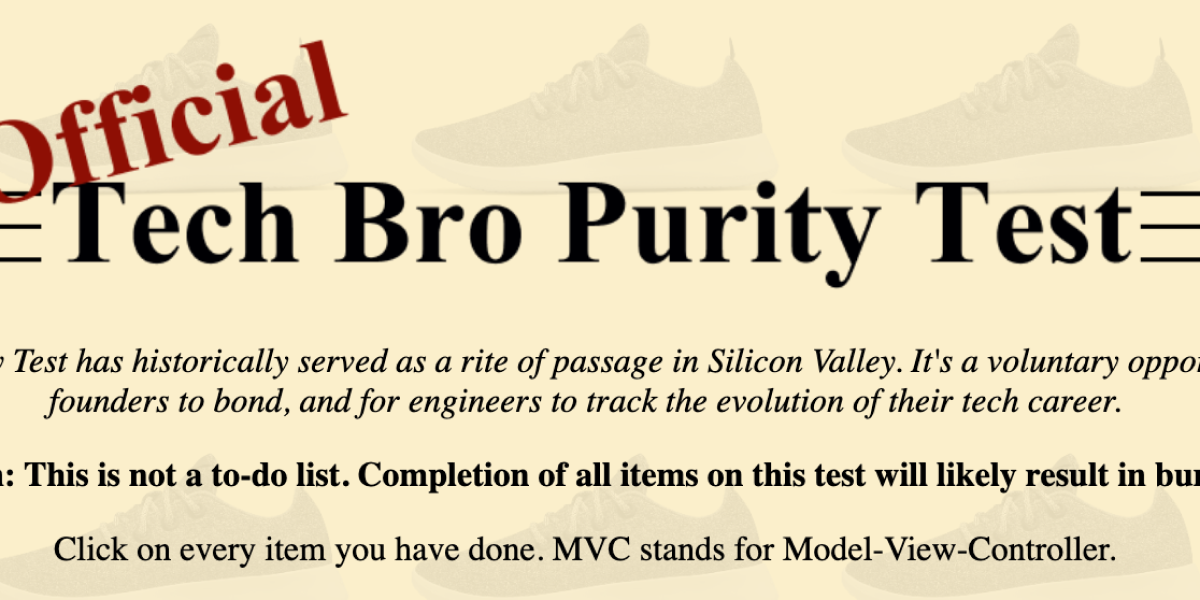 Official
Tech Bro Purity Test
Test has historically served as a rite of passage in Silicon Valley. It's a voluntary
founders to bond, and for engineers to track the evolution of their tech career.
This is not a to-do list. Completion of all items on this test will likely result in
Click on every item you have done. MVC stands for Model-View-Controller.